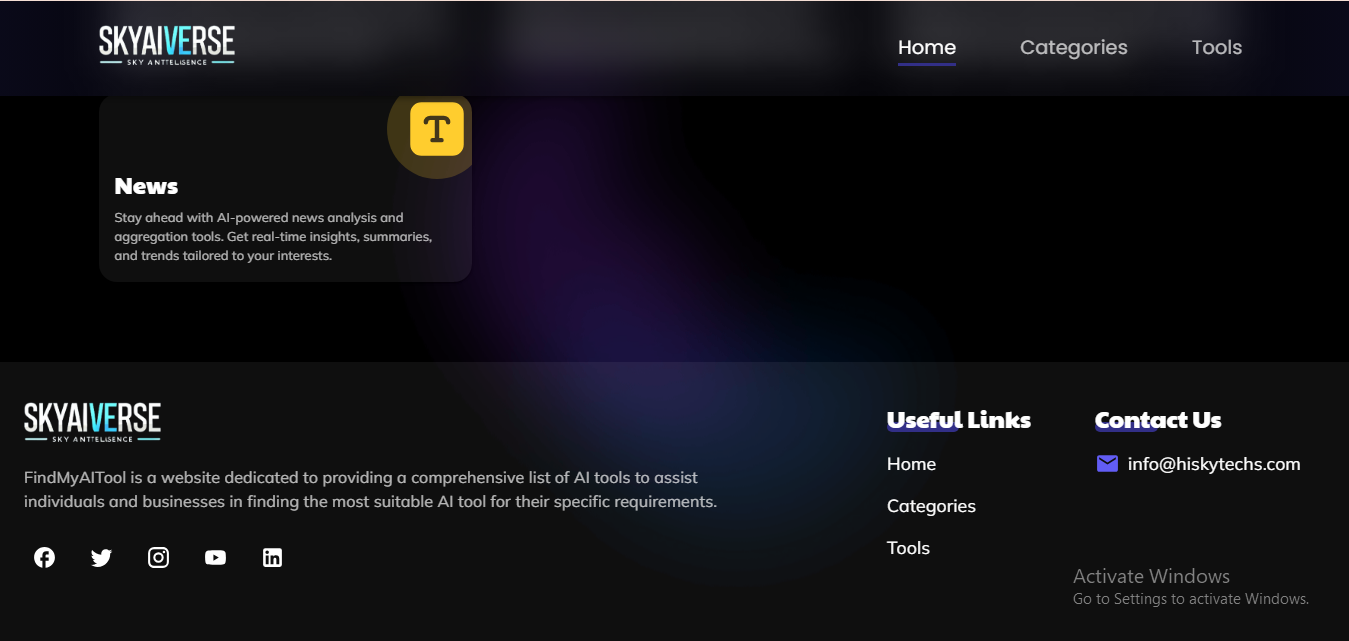 SKYAIVERSE
SKY ANTTELISENCE
Home
Categories
Tools
T
News
Stay ahead with AI-powered news analysis and
aggregation tools. Get real-time insights, summaries,
and trends tailored to your interests.
SKYAIVERSE
SKY ANTTELISENCE
FindMyAITool is a website dedicated to providing a comprehensive list of AI tools to assist
individuals and businesses in finding the most suitable AI tool for their specific requirements.
Useful Links
Home
Categories
Tools
Contact Us
info@hiskytechs.com
Activate Windows
Go to Settings to activate Windows.